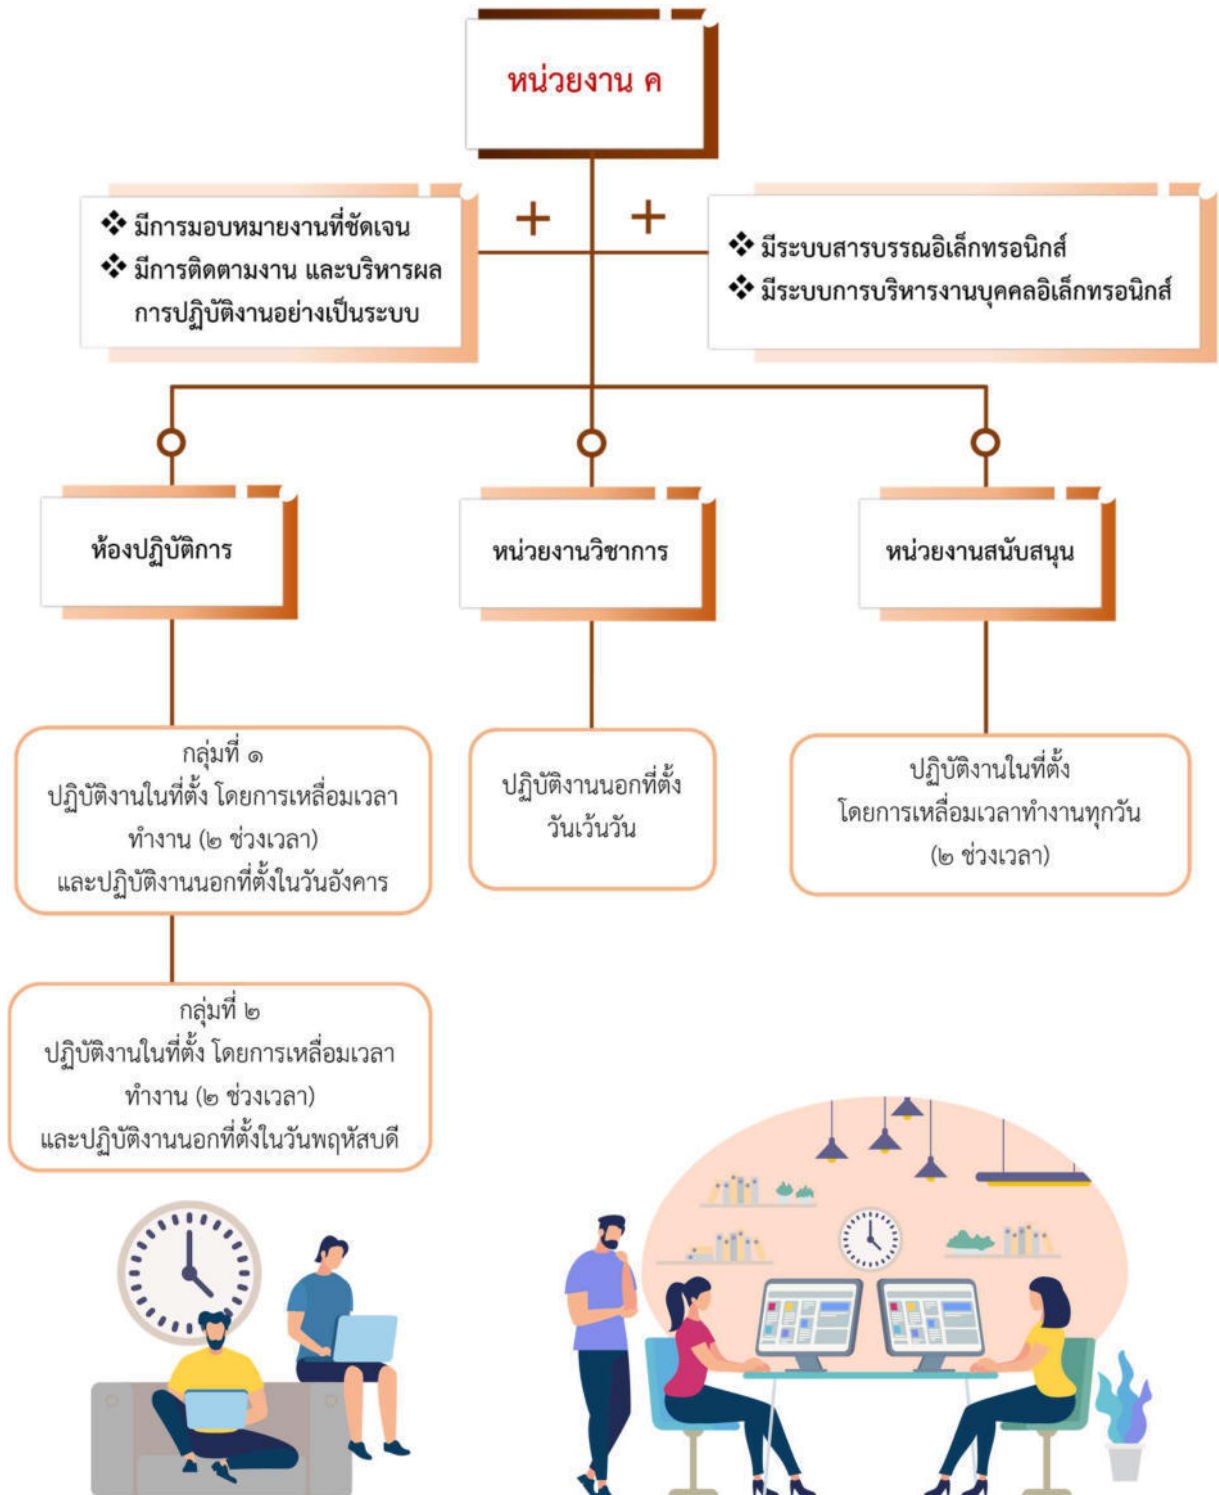 หน่วยงาน ค
❖ มีการมอบหมายงานที่ชัดเจน
❖ มีการติดตามงาน และบริหารผล
การปฏิบัติงานอย่างเป็นระบบ
+
+
❖ มีระบบสารบรรณอิเล็กทรอนิกส์
❖ มีระบบการบริหารงานบุคคลอิเล็กทรอนิกส์
ห้องปฏิบัติการ
หน่วยงานวิชาการ
หน่วยงานสนับสนุน
กลุ่มที่ ๑
ปฏิบัติงานในที่ตั้ง โดยการเหลื่อมเวลา
ทำงาน (๒ ช่วงเวลา)
และปฏิบัติงานนอกที่ตั้งในวันอังคาร
กลุ่มที่ ๒
ปฏิบัติงานในที่ตั้ง โดยการเหลื่อมเวลา
ทำงาน (๒ ช่วงเวลา)
และปฏิบัติงานนอกที่ตั้งในวันพฤหัสบดี
ปฏิบัติงานนอกที่ตั้ง
วันเว้นวัน
ปฏิบัติงานในที่ตั้ง
โดยการเหลื่อมเวลาทำงานทุกวัน
(๒ ช่วงเวลา)